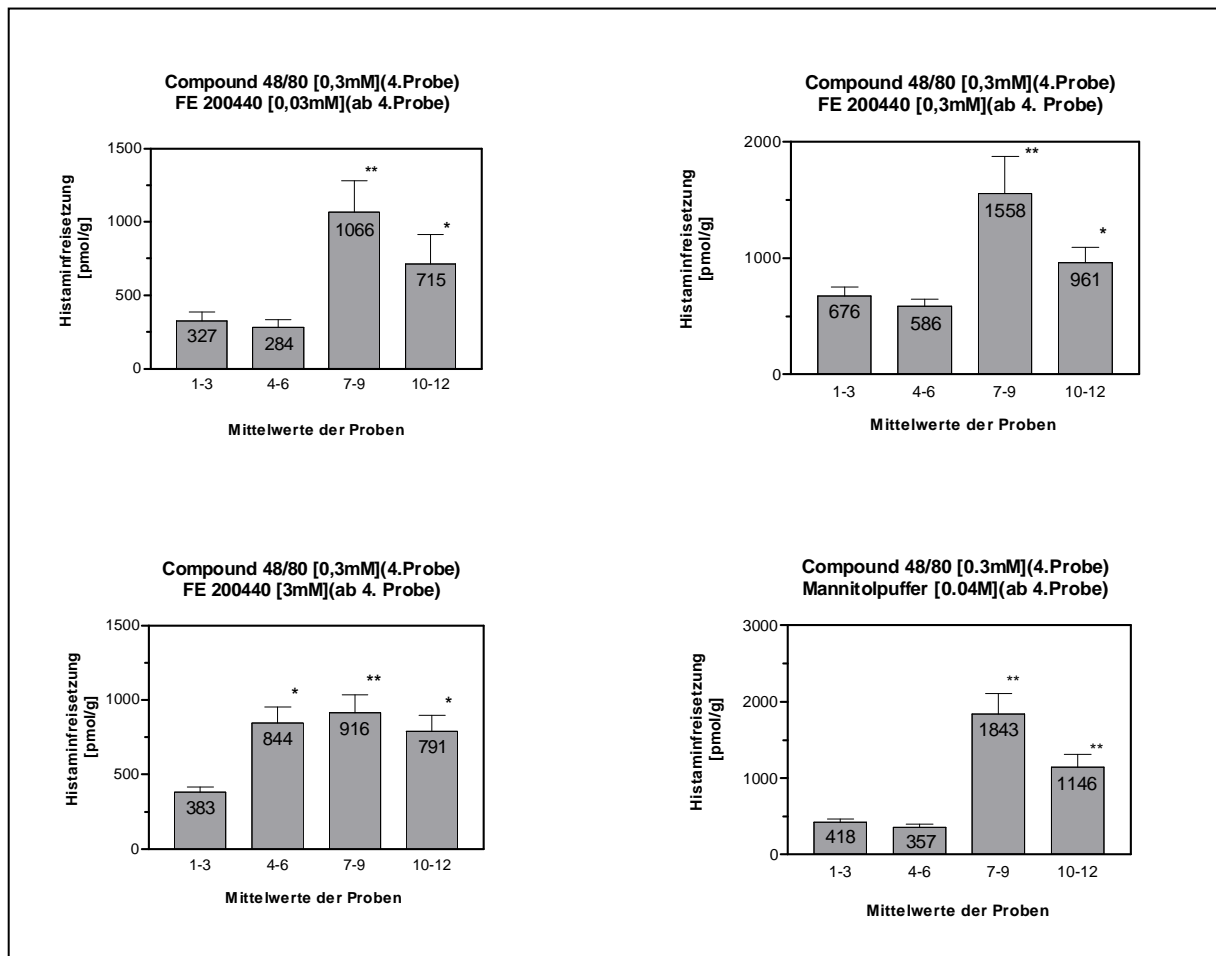 Compound 48/80 [0,3mM](4.Probe)
FE 200440 [0,03mM](ab 4.Probe)
1500
1000
500
0
Histaminfreisetzung
[pmol/g]
**
*
1066
715
327
284
1-3
4-6
7-9
10-12
Mittelwerte der Proben
Compound 48/80 [0,3mM](4.Probe)
FE 200440 [0,3mM](ab 4. Probe)
2000
1000
0
Histaminfreisetzung
[pmol/g]
**
*
1558
961
676
586
1-3
4-6
7-9
10-12
Mittelwerte der Proben
Compound 48/80 [0,3mM](4.Probe)
FE 200440 [3mM](ab 4. Probe)
1500
1000
500
0
Histaminfreisetzung
[pmol/g]
*
**
*
844
916
791
383
1-3
4-6
7-9
10-12
Mittelwerte der Proben
Compound 48/80 [0.3mM](4.Probe)
Mannitolpuffer [0.04M](ab 4.Probe)
3000
2000
1000
0
Histaminfreisetzung
[pmol/g]
**
**
1843
1146
418
357
1-3
4-6
7-9
10-12
Mittelwerte der Proben